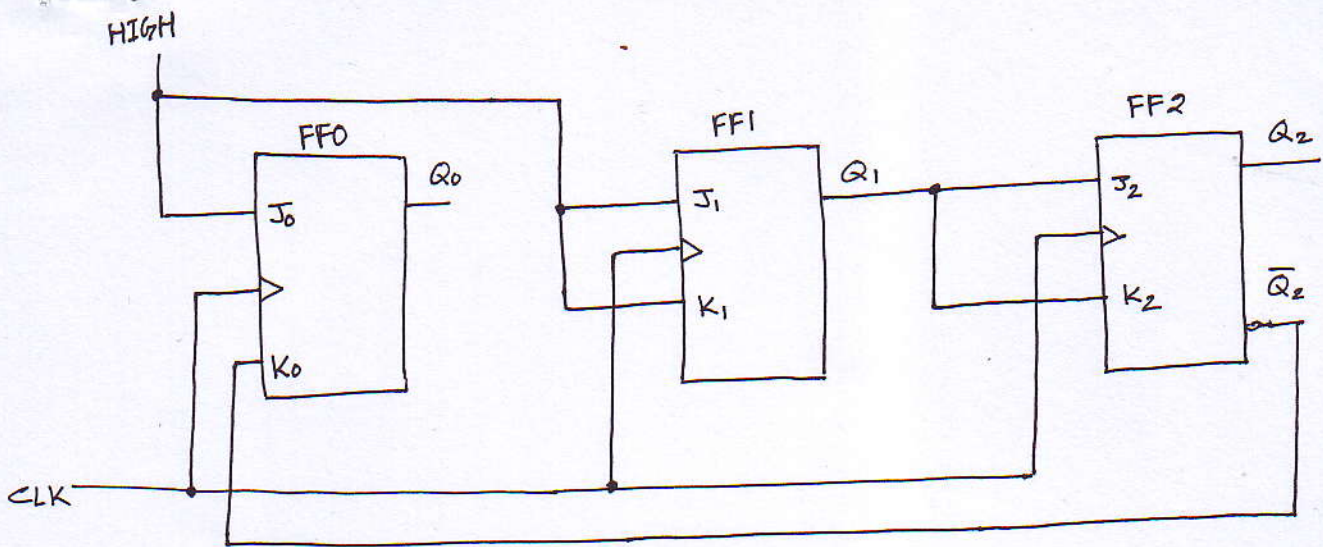 HIGH
FF0
FF1
FF2
J₀
Q₀
K₀
J₁
Q₁
K₁
J₂
Q₂
K₂
Q̅₂
CLK